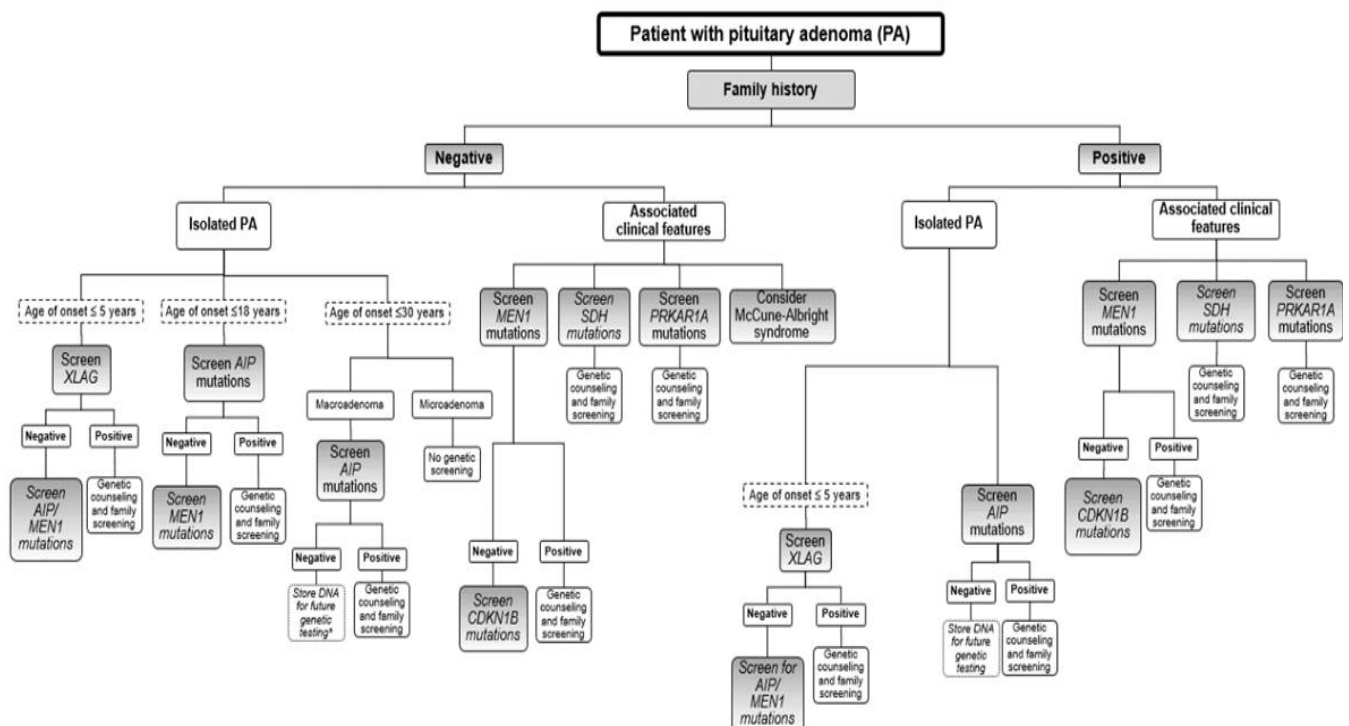 Patient with pituitary adenoma (PA)
Family history
Negative
Positive
Isolated PA
Associated
clinical features
Isolated PA
Associated clinical
features
Age of onset ≤ 5 years
Age of onset ≤18 years
Age of onset ≤30 years
Screen
XLAG
Negative
Positive
Screen
AIP/
MEN1
mutations
Genetic
counseling
and family
screening
Screen AIP
mutations
Negative
Positive
Screen
MEN1
mutations
Genetic
counseling
and family
screening
Macroadenoma
Microadenoma
Screen
AIP
mutations
No genetic
screening
Negative
Positive
Store DNA
for future
genetic
testing*
Genetic
counseling
and family
screening
Screen
MEN1
mutations
Screen
SDH
mutations
Screen
PRKAR1A
mutations
Consider
McCune-Albright
syndrome
Genetic
counseling
and family
screening
Genetic
counseling
and family
screening
Negative
Positive
Screen
CDKN1B
mutations
Genetic
counseling
and family
screening
Age of onset ≤ 5 years
Screen
XLAG
Negative
Positive
Screen for
AIP/
MEN1
mutations
Genetic
counseling
and family
screening
Screen
AIP
mutations
Negative
Positive
Store DNA
for future
genetic
testing
Genetic
counseling
and family
screening
Screen
MEN1
mutations
Screen
SDH
mutations
Screen
PRKAR1A
mutations
Genetic
counseling
and family
screening
Genetic
counseling
and family
screening
Negative
Positive
Screen
CDKN1B
mutations
Genetic
counseling
and family
screening